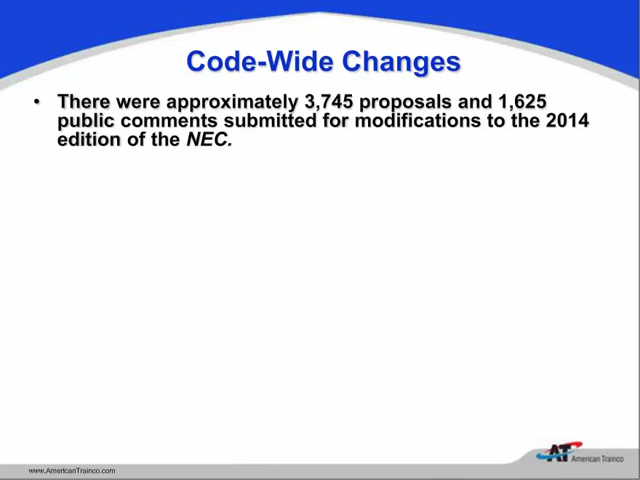 Code-Wide Changes
• There were approximately 3,745 proposals and 1,625
public comments submitted for modifications to the 2014
edition of the NEC.
AT
American Trainco
www.AmericanTrainco.com